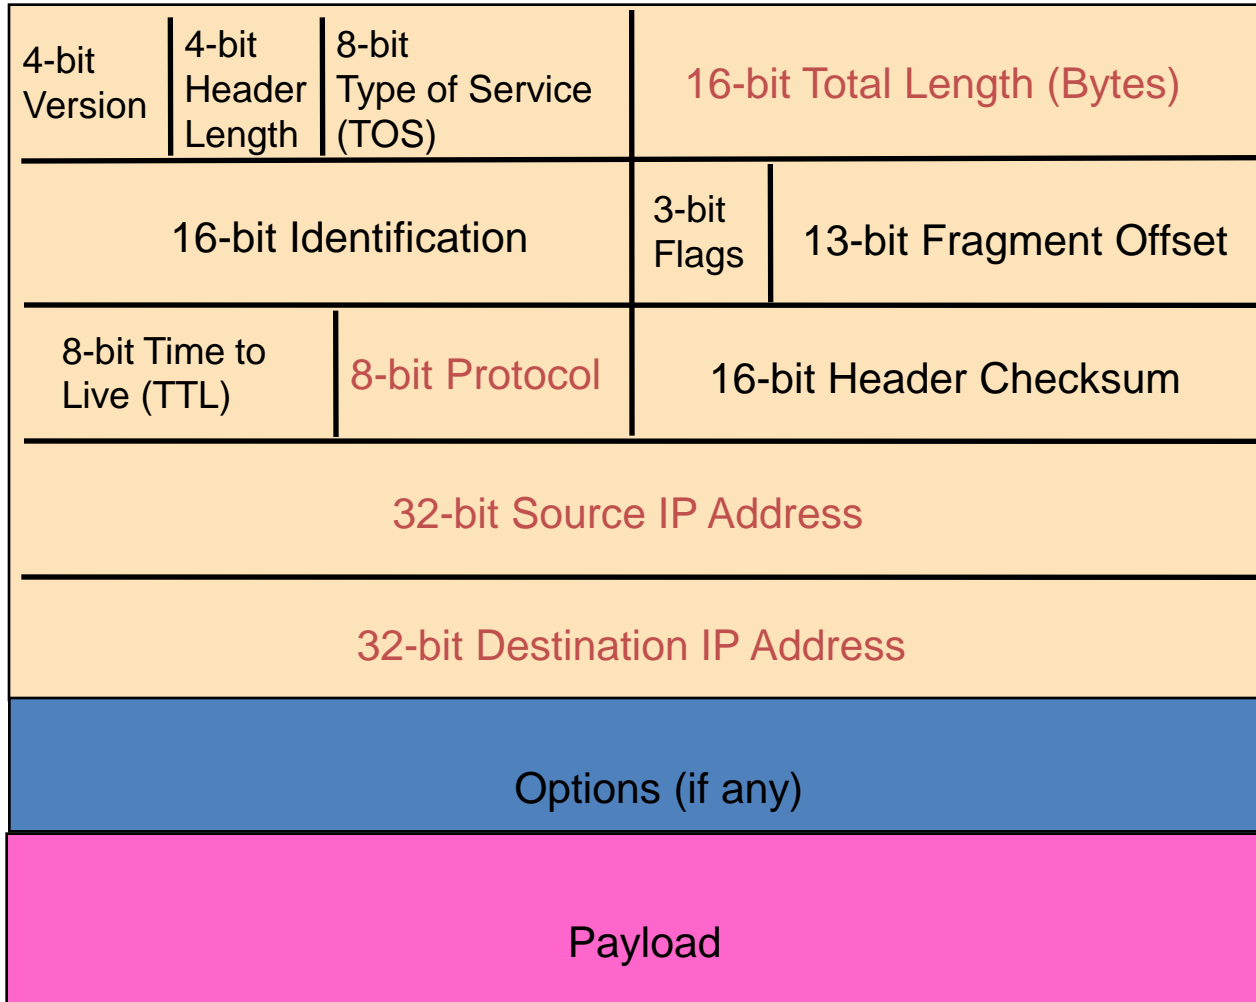 4-bit
Version
4-bit
Header
Length
8-bit
Type of Service
(TOS)
16-bit Total Length (Bytes)
16-bit Identification
3-bit
Flags
13-bit Fragment Offset
8-bit Time to
Live (TTL)
8-bit Protocol
16-bit Header Checksum
32-bit Source IP Address
32-bit Destination IP Address
Options (if any)
Payload